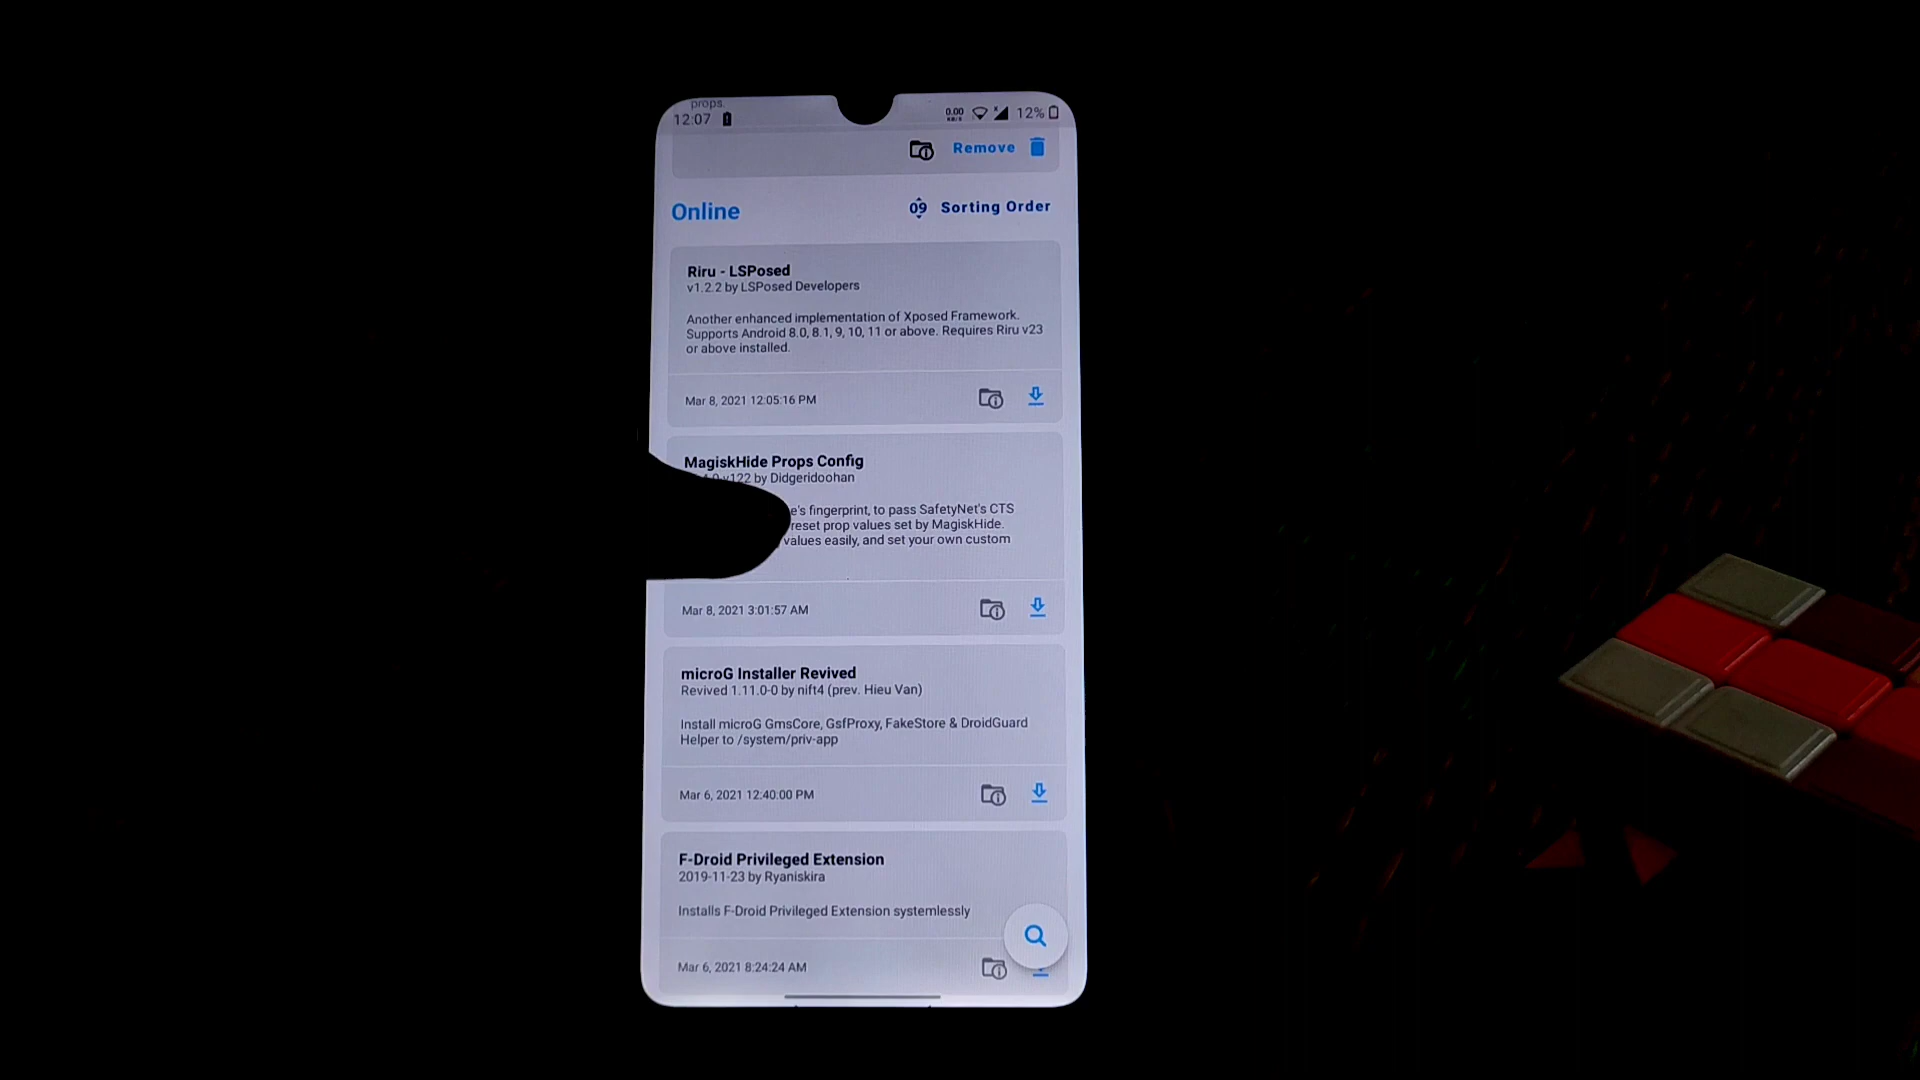 props.
12:07
0.00
KB/S
12%
Remove
Online
09 Sorting Order
Riru - LSPosed
v1.2.2 by LSPosed Developers
Another enhanced implementation of Xposed Framework.
Supports Android 8.0, 8.1, 9, 10, 11 or above. Requires Riru v23
or above installed.
Mar 8, 2021 12:05:16 PM
MagiskHide Props Config
v122 by Didgeridoohan
fingerprint, to pass SafetyNet's CTS
reset prop values set by MagiskHide.
values easily, and set your own custom
Mar 8, 2021 3:01:57 AM
microG Installer Revived
Revived 1.11.0-0 by nift4 (prev. Hieu Van)
Install microG GmsCore, GsfProxy, FakeStore & DroidGuard
Helper to /system/priv-app
Mar 6, 2021 12:40:00 PM
F-Droid Privileged Extension
2019-11-23 by Ryaniskira
Installs F-Droid Privileged Extension systemlessly
Mar 6, 2021 8:24:24 AM